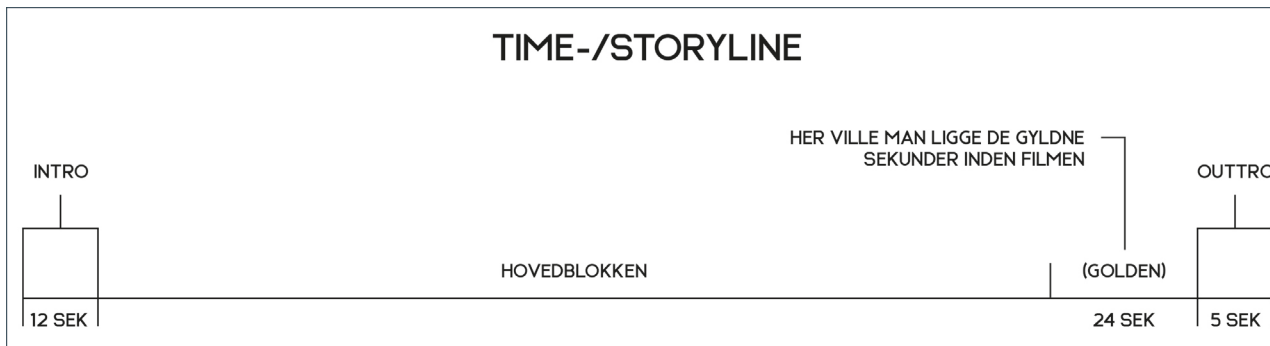 TIME-/STORYLINE
HER VILLE MAN LIGGE DE GYLDNE
SEKUNDER INDEN FILMEN
INTRO
OUTTRO
HOVEDBLOKKEN
(GOLDEN)
12 SEK
24 SEK
5 SEK